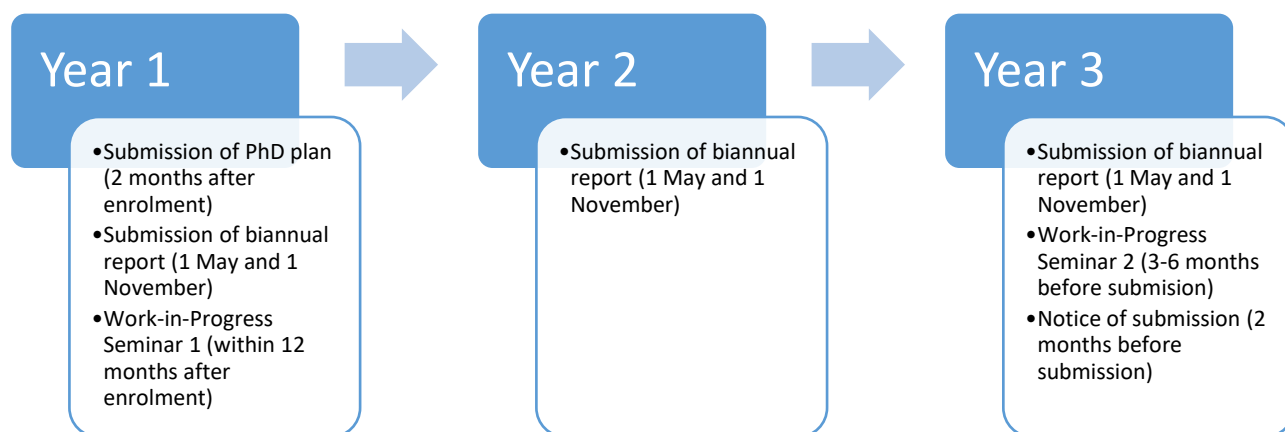 Year 1
•Submission of PhD plan
(2 months after
enrolment)
•Submission of biannual
report (1 May and 1
November)
•Work-in-Progress
Seminar 1 (within 12
months after
enrolment)
Year 2
•Submission of biannual
report (1 May and 1
November)
Year 3
•Submission of biannual
report (1 May and 1
November)
•Work-in-Progress
Seminar 2 (3-6 months
before submision)
•Notice of submission (2
months before
submission)